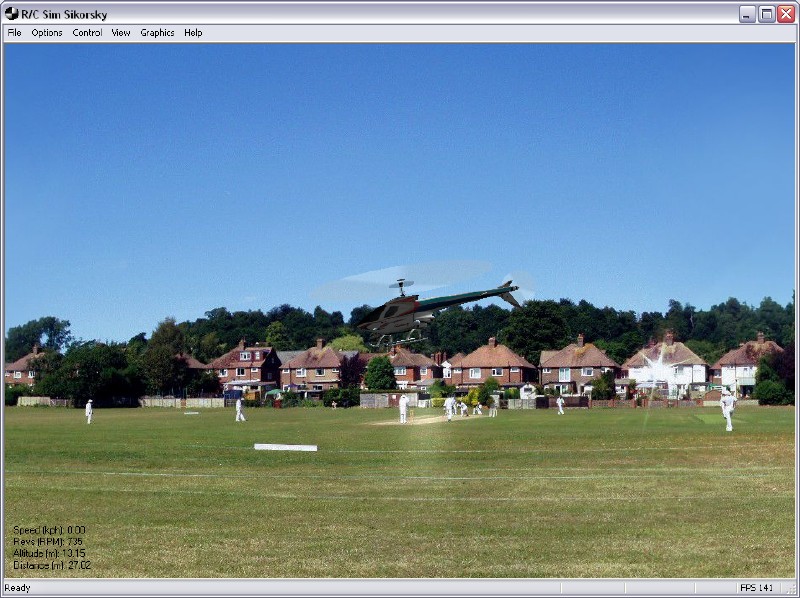 R/C Sim Sikorsky
File Options Control View Graphics Help
Speed (kph): 0.00
Revs (RPM): 735
Altitude (m): 13.15
Distance (m): 27.02
Ready FPS 141